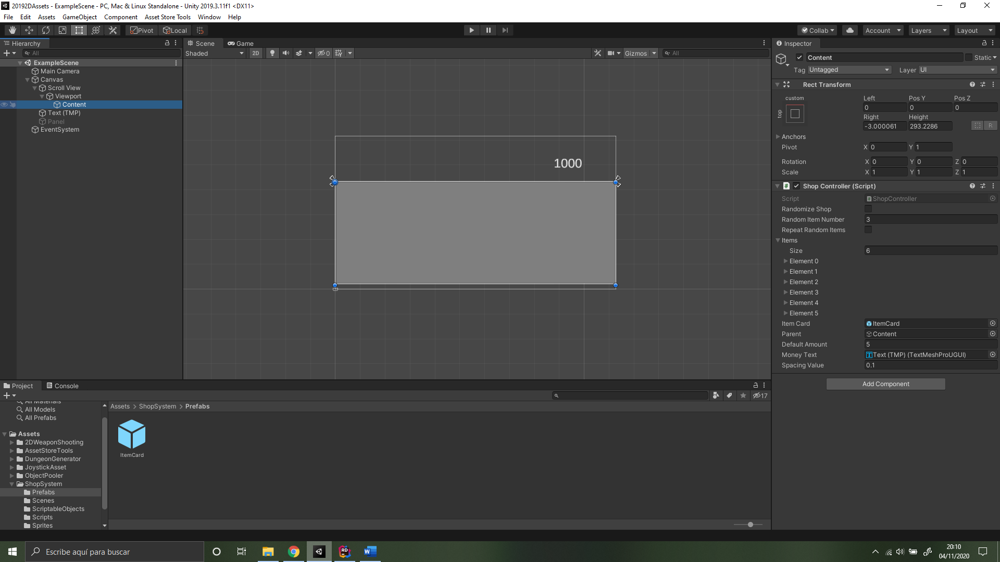 20192DAssets - ExampleScene - PC, Mac & Linux Standalone - Unity 2019.3.11f1 <DX11>
File Edit Assets GameObject Component Asset Store Tools Window Help
Pivot Local Collab Account Layers Layout
Hierarchy
All
ExampleScene
Main Camera
Canvas
Scroll View
Viewport
Content
Text (TMP)
Panel
EventSystem
Scene Game
Shaded 2D 0 Gizmos All
1000
Inspector
Content Static
Tag Untagged Layer UI
Rect Transform
custom Left Pos Y Pos Z
top 0 0 0
Right Height
-3.000061 293.2286 R
Anchors
Pivot X 0 Y 1
Rotation X 0 Y 0 Z 0
Scale X 1 Y 1 Z 1
# Shop Controller (Script)
Script ShopController
Randomize Shop
Random Item Number 3
Repeat Random Items
Items
Size 6
Element 0
Element 1
Element 2
Element 3
Element 4
Element 5
Item Card ItemCard
Parent Content
Default Amount 5
Money Text Text (TMP) (TextMeshProUGUI)
Spacing Value 0.1
Add Component
Project Console
17
All Materials
All Models
All Prefabs
Assets
2DWeaponShooting
AssetStoreTools
DungeonGenerator
JoystickAsset
ObjectPooler
ShopSystem
Prefabs
Scenes
ScriptableObjects
Scripts
Sprites
Assets > ShopSystem > Prefabs
ItemCard
Escribe aquí para buscar
RD
W
20:10
04/11/2020